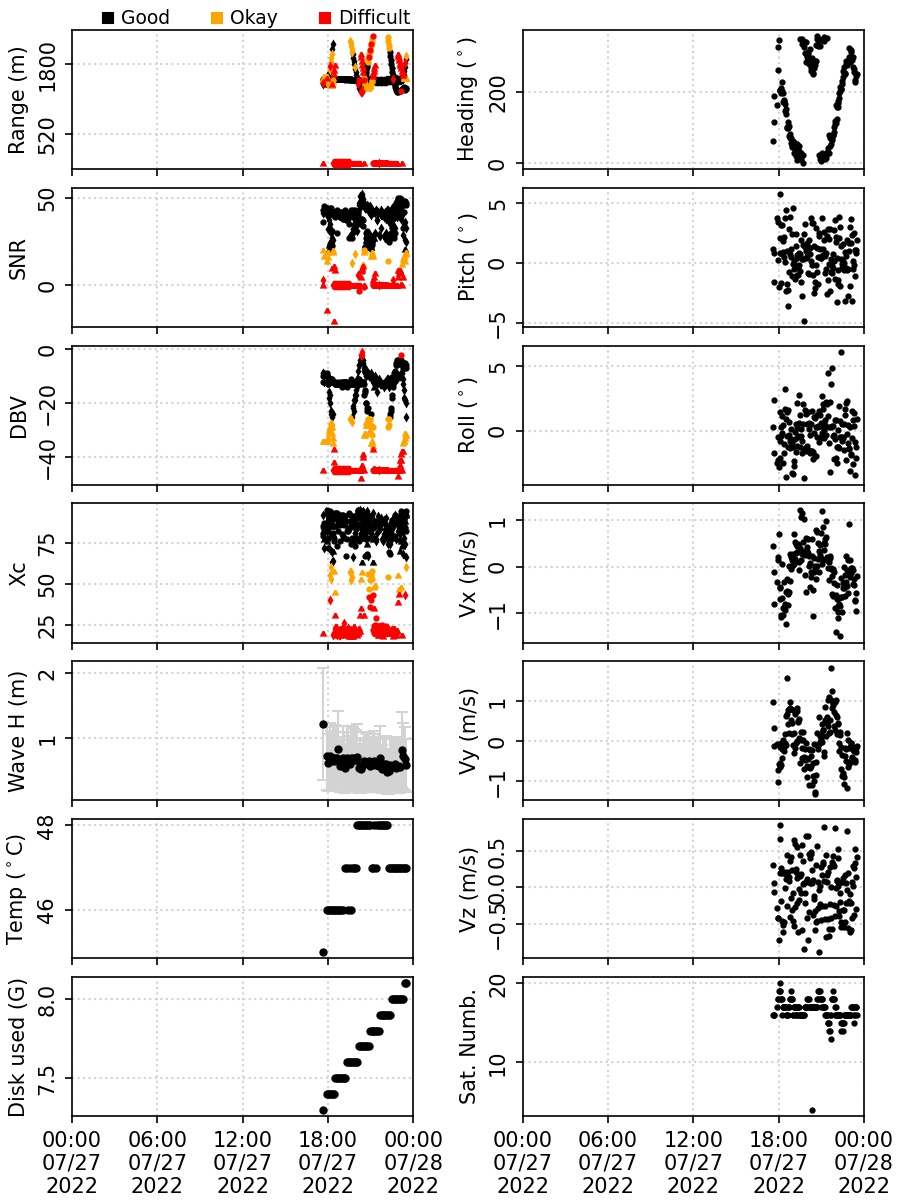 Good Okay Difficult
Range (m)
1800
520
Heading (°)
200
0
SNR
50
0
Pitch (°)
5
0
−5
DBV
0
−20
−40
Roll (°)
5
0
Xc
75
50
25
Vx (m/s)
1
0
−1
Wave H (m)
2
1
Vy (m/s)
1
0
−1
Temp (°C)
48
46
Vz (m/s)
0.5
0.0
−0.5
Disk used (G)
8.0
7.5
Sat. Numb.
20
10
00:00 06:00 12:00 18:00 00:00
07/27 07/27 07/27 07/27 07/28
2022 2022 2022 2022 2022
00:00 06:00 12:00 18:00 00:00
07/27 07/27 07/27 07/27 07/28
2022 2022 2022 2022 2022